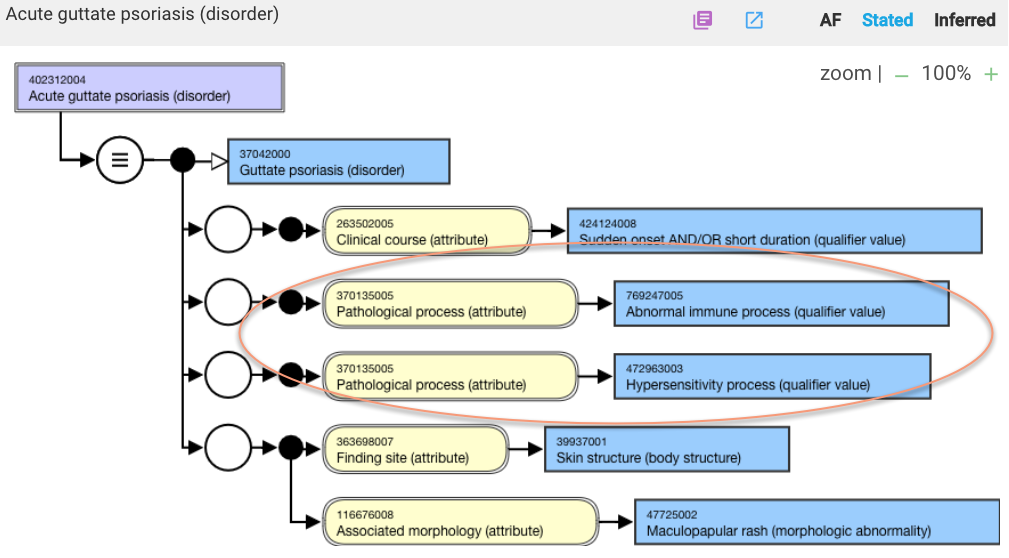 Acute guttate psoriasis (disorder)
AF Stated Inferred
zoom | – 100% +
402312004
Acute guttate psoriasis (disorder)
37042000
Guttate psoriasis (disorder)
263502005
Clinical course (attribute)
424124008
Sudden onset AND/OR short duration (qualifier value)
370135005
Pathological process (attribute)
769247005
Abnormal immune process (qualifier value)
370135005
Pathological process (attribute)
472963003
Hypersensitivity process (qualifier value)
363698007
Finding site (attribute)
39937001
Skin structure (body structure)
116676008
Associated morphology (attribute)
47725002
Maculopapular rash (morphologic abnormality)